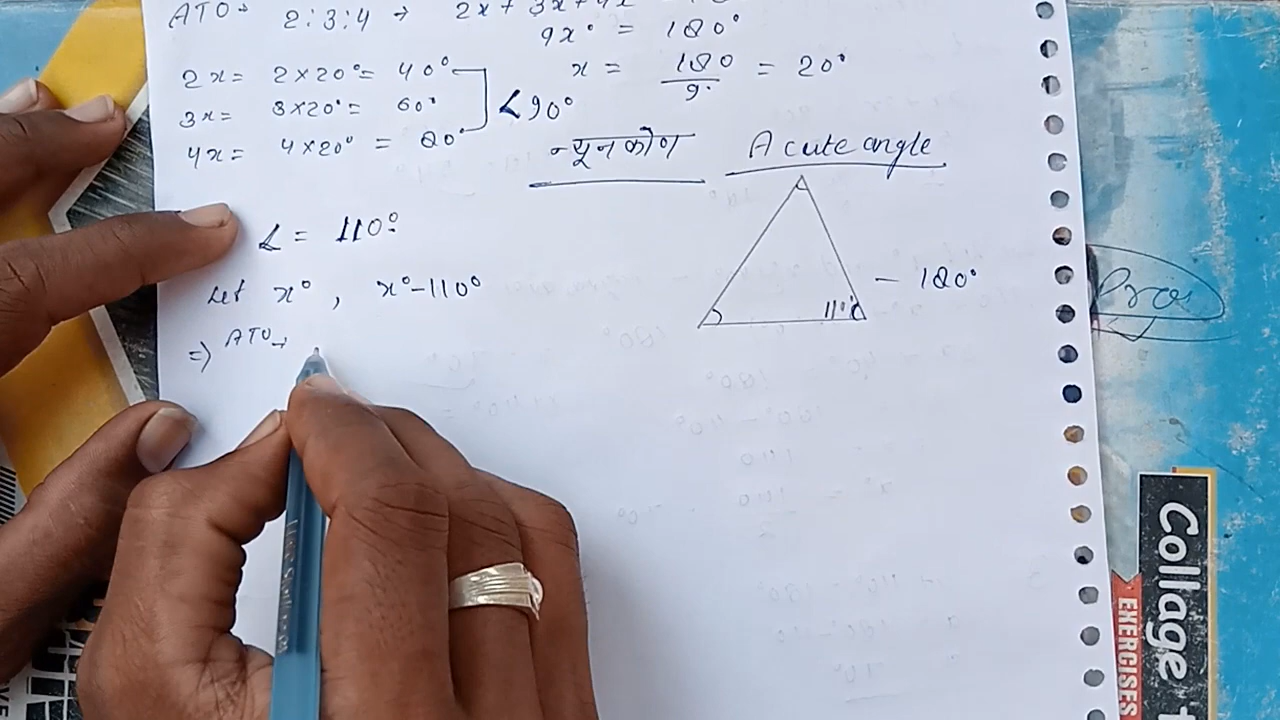 ATO→ 2:3:4 → 2x + 3x + 4x
9x° = 180°
x = 180/9 = 20°
2x = 2×20° = 40°
3x = 3×20° = 60°
4x = 4×20° = 80°
∠90°
न्यूनकोण Acute angle
∠ = 110°
Let x°, x°-110°
110° - 180°
⇒ ATO→
Collage
EXERCISES